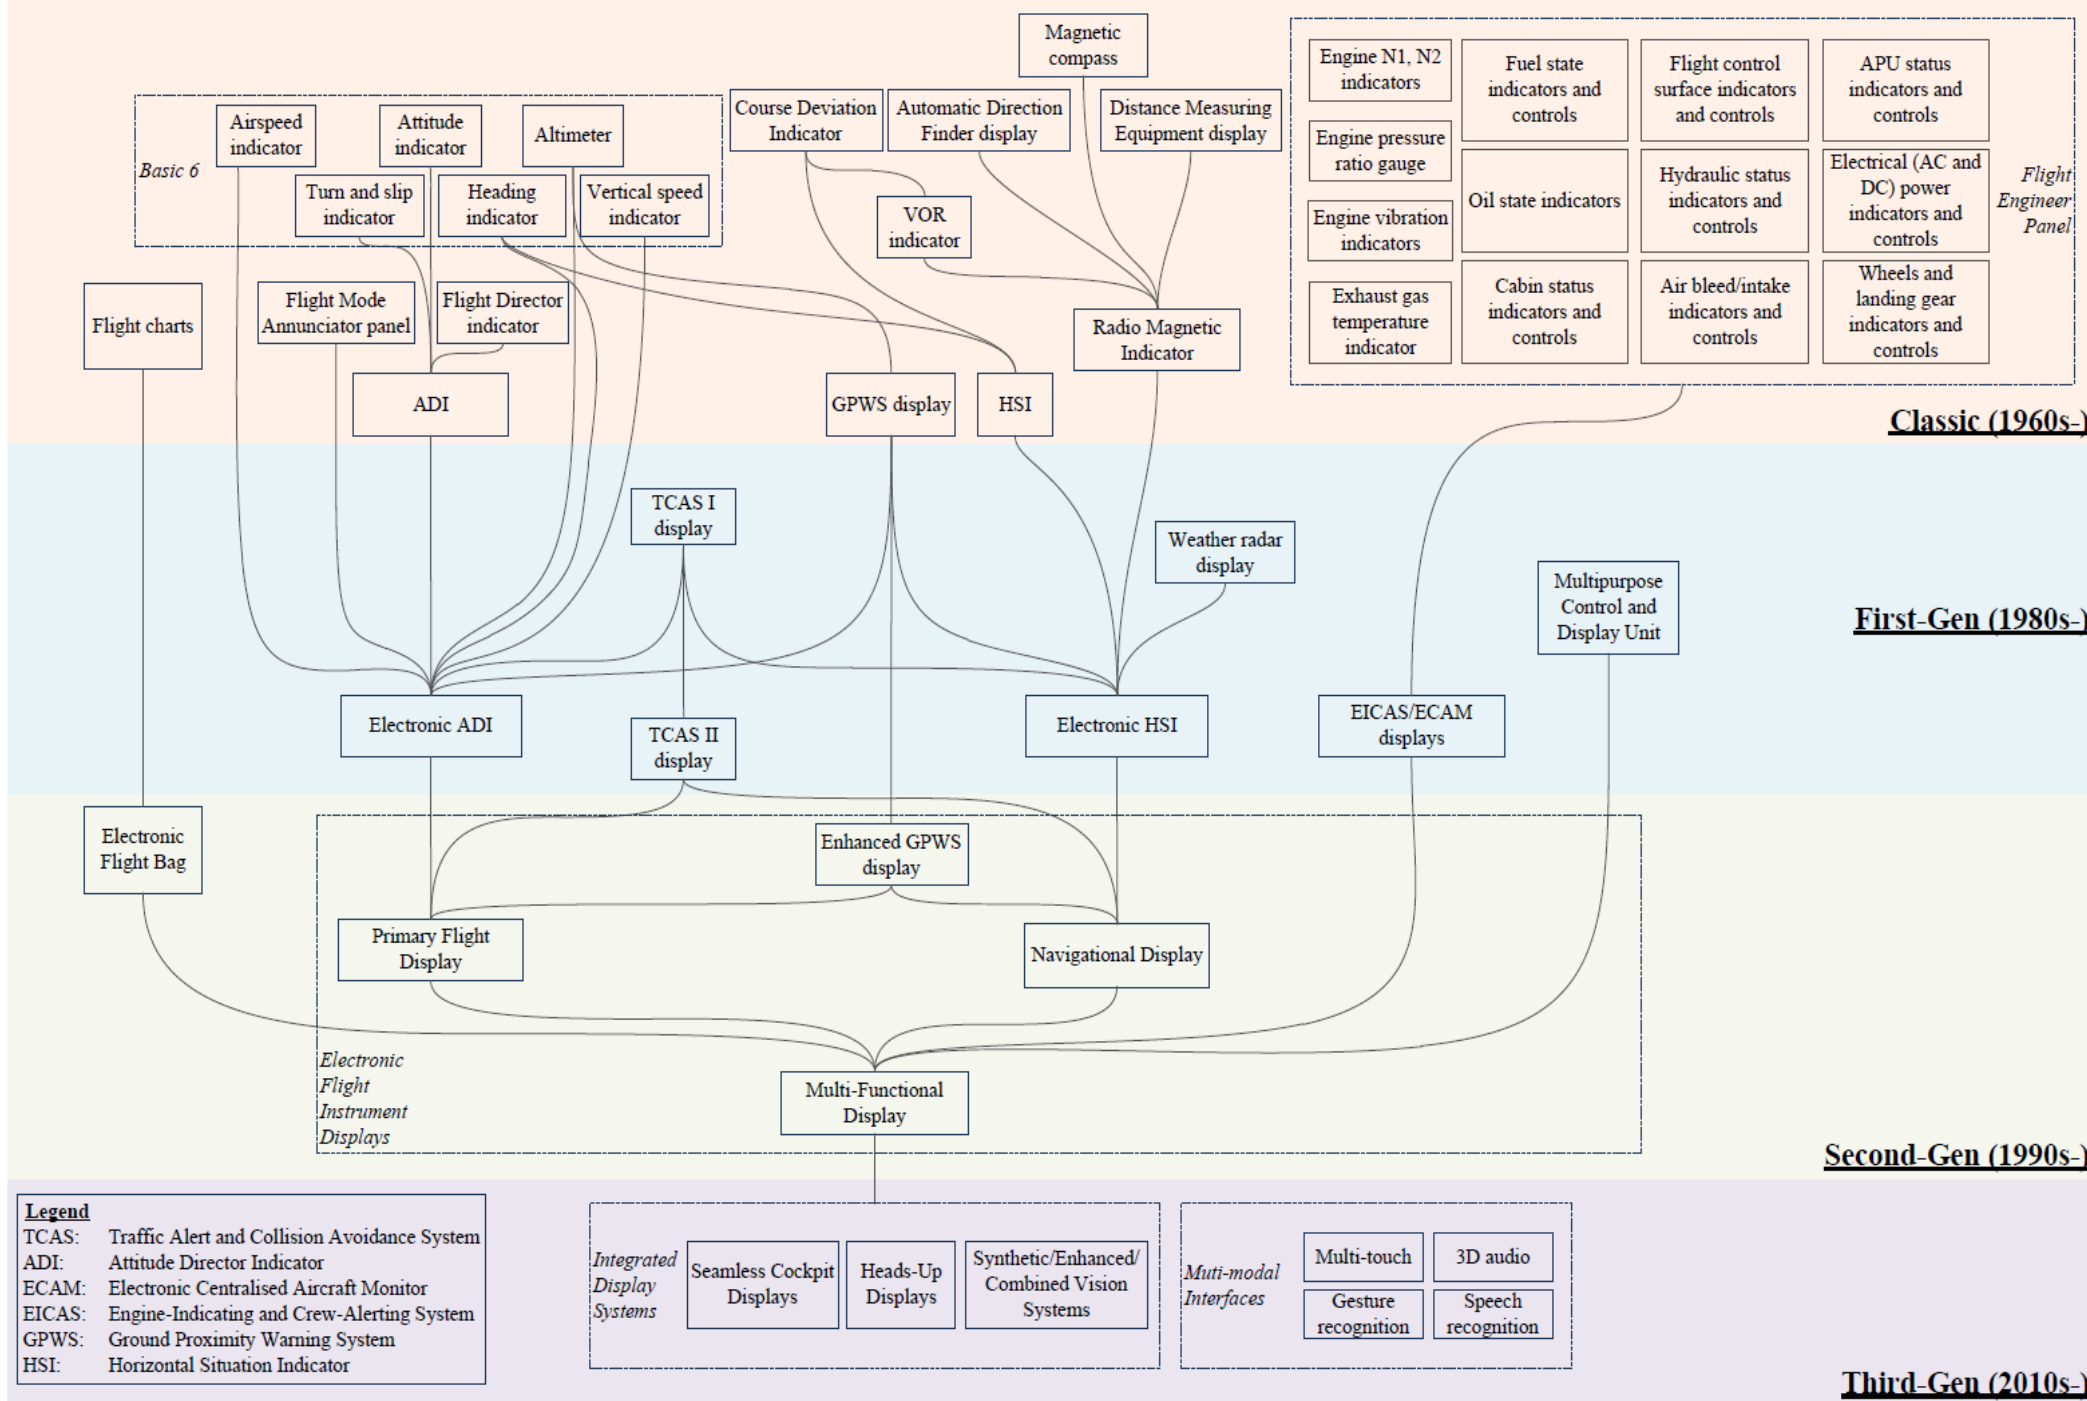 Magnetic
compass
Airspeed
indicator
Attitude
indicator
Altimeter
Basic 6
Turn and slip
indicator
Heading
indicator
Vertical speed
indicator
Course Deviation
Indicator
Automatic Direction
Finder display
Distance Measuring
Equipment display
VOR
indicator
Engine N1, N2
indicators
Engine pressure
ratio gauge
Engine vibration
indicators
Exhaust gas
temperature
indicator
Fuel state
indicators and
controls
Oil state indicators
Cabin status
indicators and
controls
Flight control
surface indicators
and controls
Hydraulic status
indicators and
controls
Air bleed/intake
indicators and
controls
APU status
indicators and
controls
Electrical (AC and
DC) power
indicators and
controls
Wheels and
landing gear
indicators and
controls
Flight
Engineer
Panel
Flight charts
Flight Mode
Annunciator panel
Flight Director
indicator
Radio Magnetic
Indicator
ADI
GPWS display
HSI
Classic (1960s-)
TCAS I
display
Weather radar
display
Multipurpose
Control and
Display Unit
First-Gen (1980s-)
Electronic ADI
TCAS II
display
Electronic HSI
EICAS/ECAM
displays
Electronic
Flight Bag
Enhanced GPWS
display
Primary Flight
Display
Navigational Display
Electronic
Flight
Instrument
Displays
Multi-Functional
Display
Second-Gen (1990s-)
Legend
TCAS: Traffic Alert and Collision Avoidance System
ADI: Attitude Director Indicator
ECAM: Electronic Centralised Aircraft Monitor
EICAS: Engine-Indicating and Crew-Alerting System
GPWS: Ground Proximity Warning System
HSI: Horizontal Situation Indicator
Integrated
Display
Systems
Seamless Cockpit
Displays
Heads-Up
Displays
Synthetic/Enhanced/
Combined Vision
Systems
Muti-modal
Interfaces
Multi-touch
3D audio
Gesture
recognition
Speech
recognition
Third-Gen (2010s-)